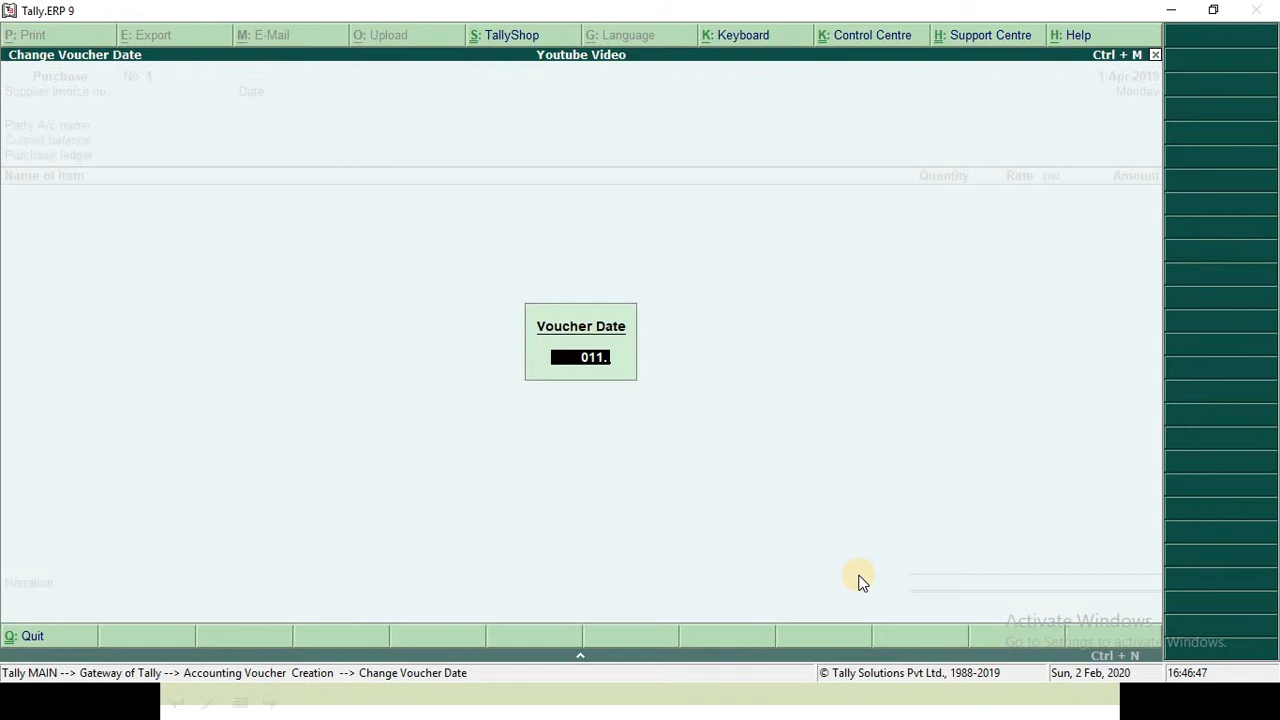 Tally.ERP 9
P: Print E: Export M: E-Mail O: Upload S: TallyShop G: Language K: Keyboard K: Control Centre H: Support Centre H: Help
Change Voucher Date Youtube Video Ctrl + M
Purchase No. 1 1-Apr-2019
Supplier invoice no. Date Monday
Party A/c name
Current balance
Purchase ledger
Name of Item Quantity Rate per Amount
Voucher Date
011.
Narration
Activate Windows
Go to Settings to activate Windows.
Q: Quit
Ctrl + N
Tally MAIN --> Gateway of Tally --> Accounting Voucher Creation --> Change Voucher Date © Tally Solutions Pvt Ltd., 1988-2019 Sun, 2 Feb, 2020 16:46:47